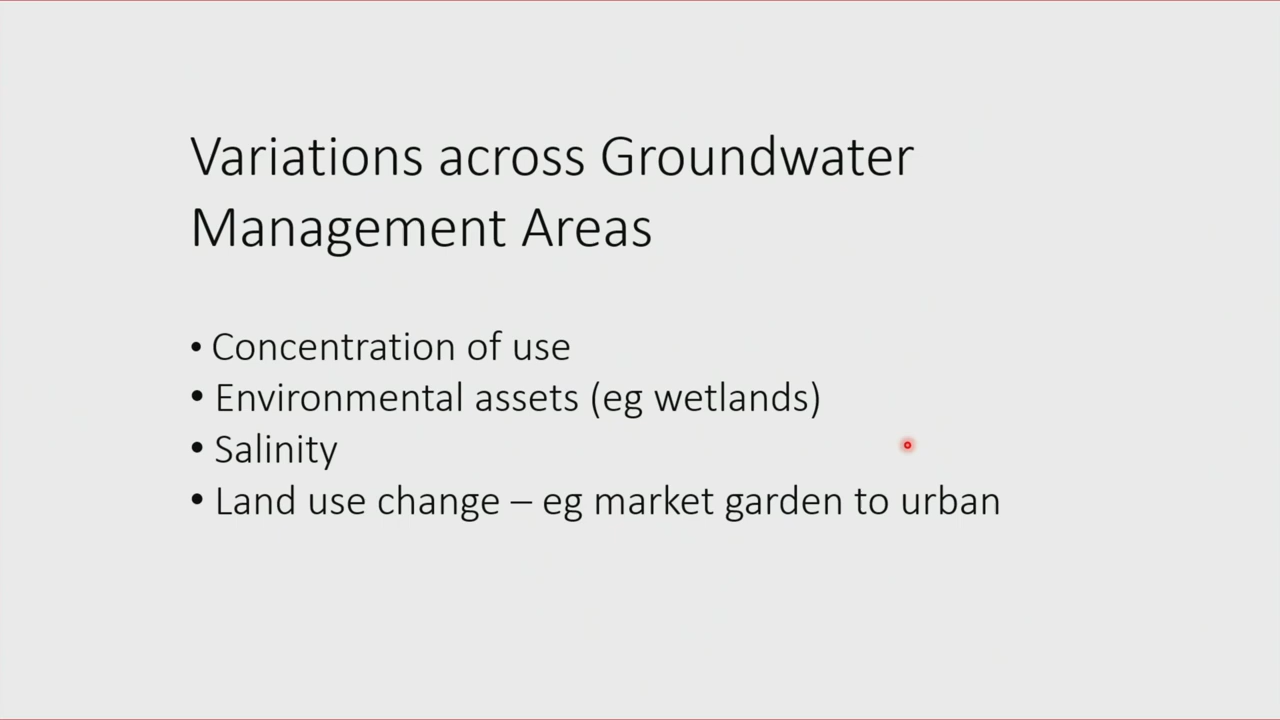 Variations across Groundwater
Management Areas
• Concentration of use
• Environmental assets (eg wetlands)
• Salinity
• Land use change – eg market garden to urban